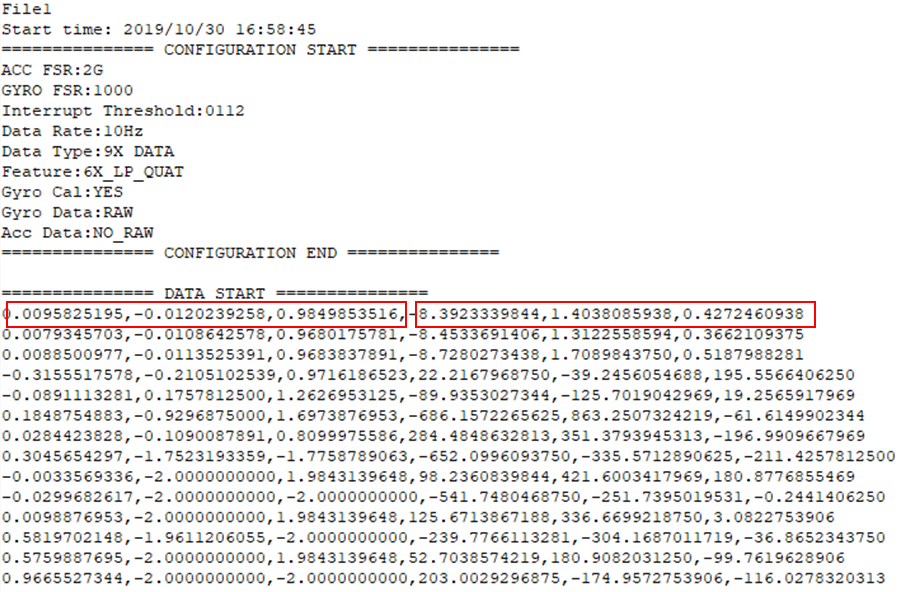 File1
Start time: 2019/10/30 16:58:45
=============== CONFIGURATION START ===============
ACC FSR:2G
GYRO FSR:1000
Interrupt Threshold:0112
Data Rate:10Hz
Data Type:9X DATA
Feature:6X_LP_QUAT
Gyro Cal:YES
Gyro Data:RAW
Acc Data:NO_RAW
=============== CONFIGURATION END ===============
=============== DATA START ===============
0.0095825195,-0.0120239258,0.9849853516,-8.3923339844,1.4038085938,0.4272460938
0.0079345703,-0.0108642578,0.9680175781,-8.4533691406,1.3122558594,0.3662109375
0.0088500977,-0.0113525391,0.9683837891,-8.7280273438,1.7089843750,0.5187988281
-0.3155517578,-0.2105102539,0.9716186523,22.2167968750,-39.2456054688,195.5566406250
-0.0891113281,0.1757812500,1.2626953125,-89.9353027344,-125.7019042969,19.2565917969
0.1848754883,-0.9296875000,1.6973876953,-686.1572265625,863.2507324219,-61.6149902344
0.0284423828,-0.1090087891,0.8099975586,284.4848632813,351.3793945313,-196.9909667969
0.3045654297,-1.7523193359,-1.7758789063,-652.0996093750,-335.5712890625,-211.4257812500
-0.0033569336,-2.0000000000,1.9843139648,98.2360839844,421.6003417969,180.8776855469
-0.0299682617,-2.0000000000,-2.0000000000,-541.7480468750,-251.7395019531,-0.2441406250
0.0098876953,-2.0000000000,1.9843139648,125.6713867188,336.6699218750,3.0822753906
0.5819702148,-1.9611206055,-2.0000000000,-239.7766113281,-304.1687011719,-36.8652343750
0.5759887695,-2.0000000000,1.9843139648,52.7038574219,180.9082031250,-99.7619628906
0.9665527344,-2.0000000000,-2.0000000000,203.0029296875,-174.9572753906,-116.0278320313